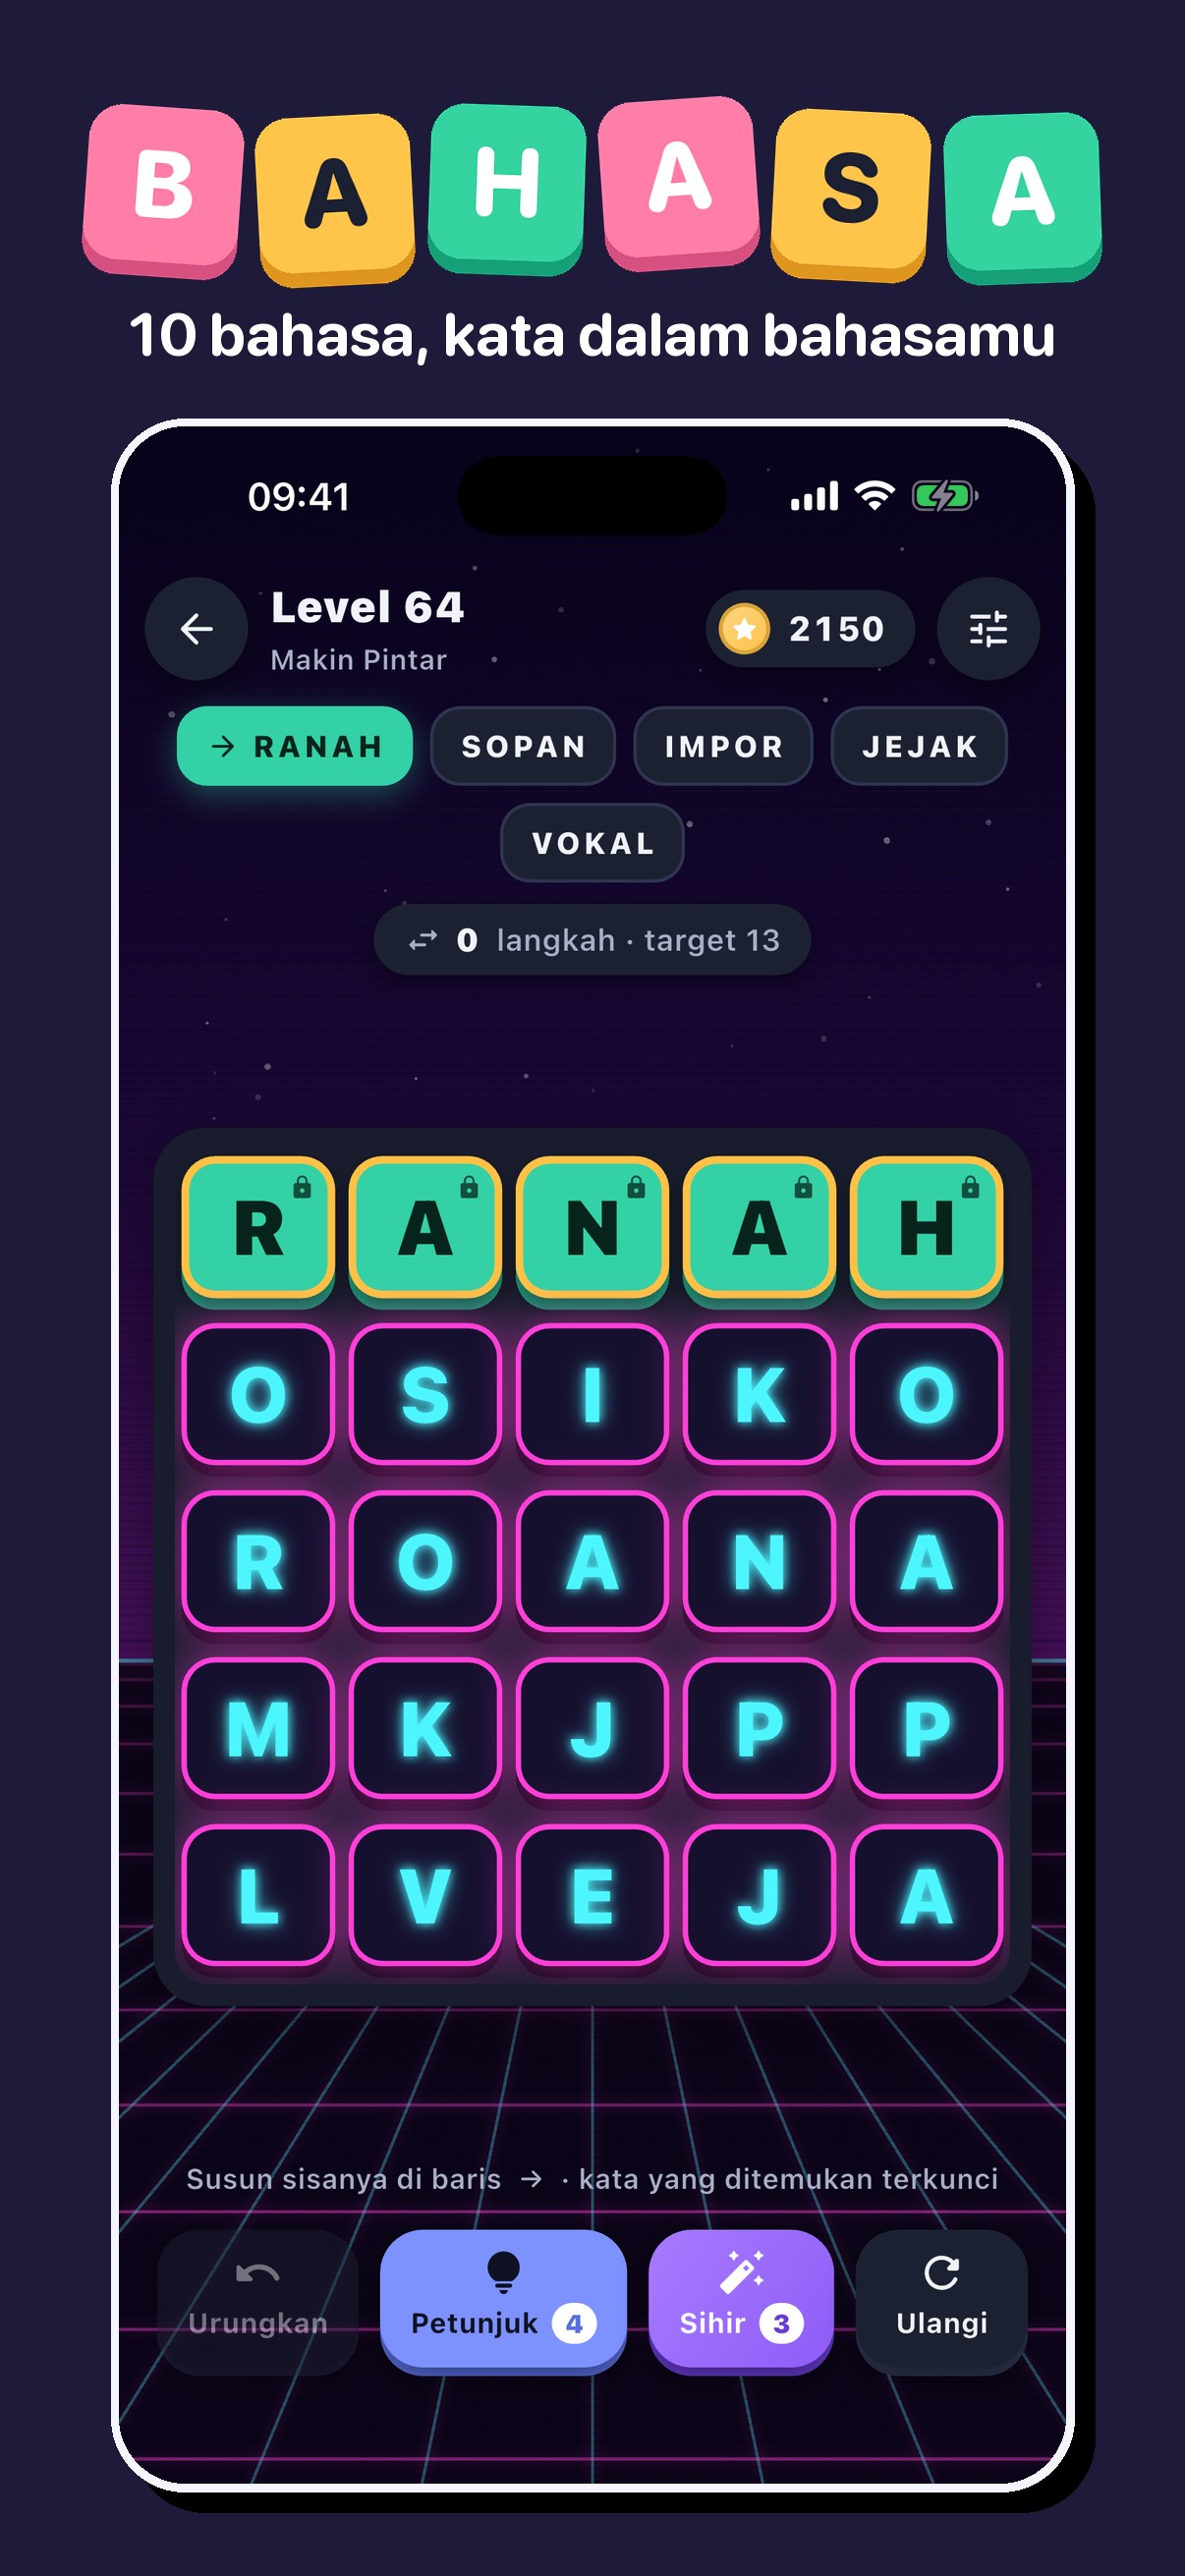 BAHASA
10 bahasa, kata dalam bahasamu
09:41
Level 64
Makin Pintar
2150
→ RANAH SOPAN IMPOR JEJAK
VOKAL
0 langkah · target 13
R A N A H
O S I K O
R O A N A
M K J P P
L V E J A
Susun sisanya di baris → · kata yang ditemukan terkunci
Urungkan Petunjuk 4 Sihir 3 Ulangi